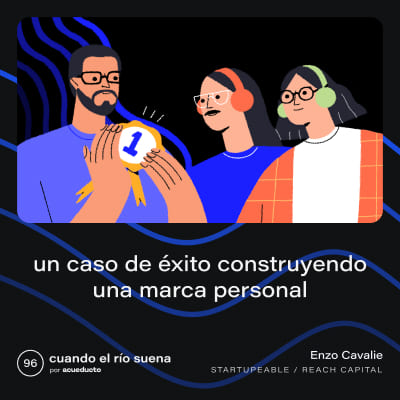 1
un caso de éxito construyendo
una marca personal
96
cuando el río suena
por acueducto
Enzo Cavalie
STARTUPEABLE / REACH CAPITAL